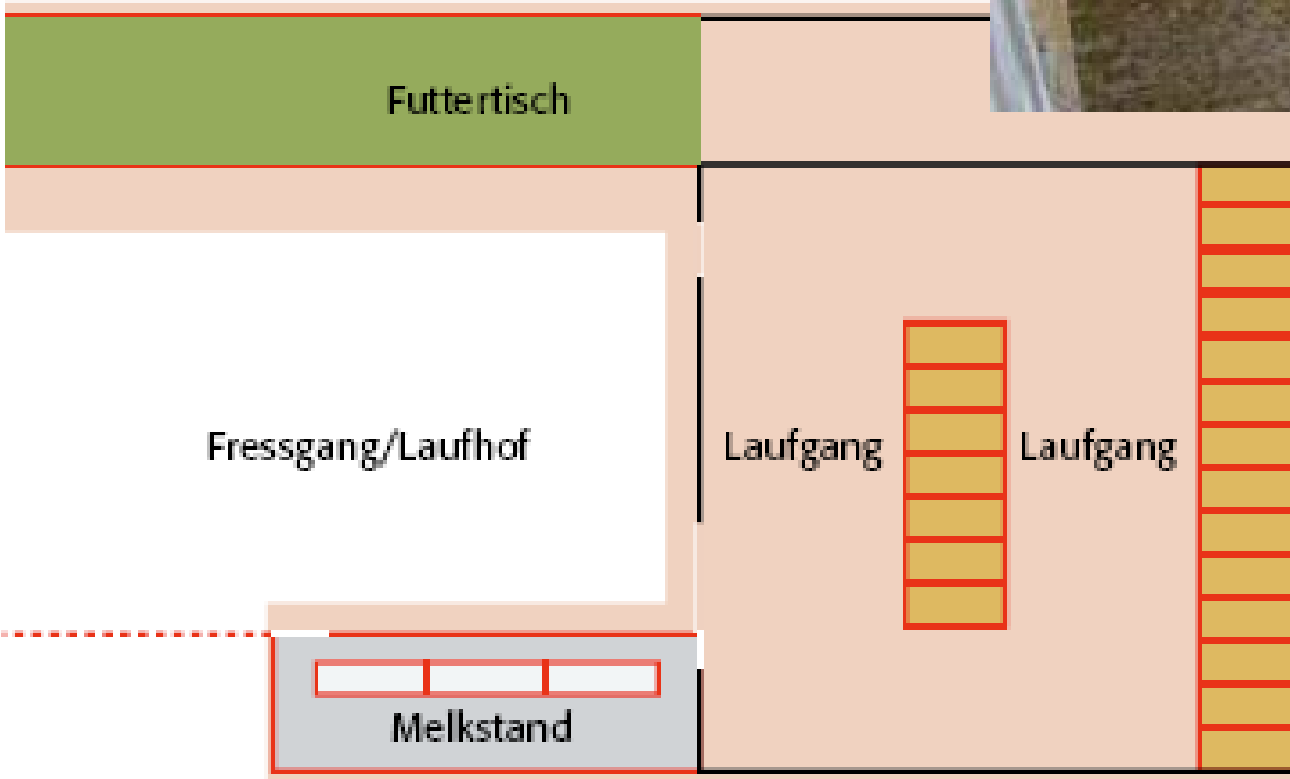 Futtertisch
Fressgang/Laufhof
Laufgang
Laufgang
Melkstand